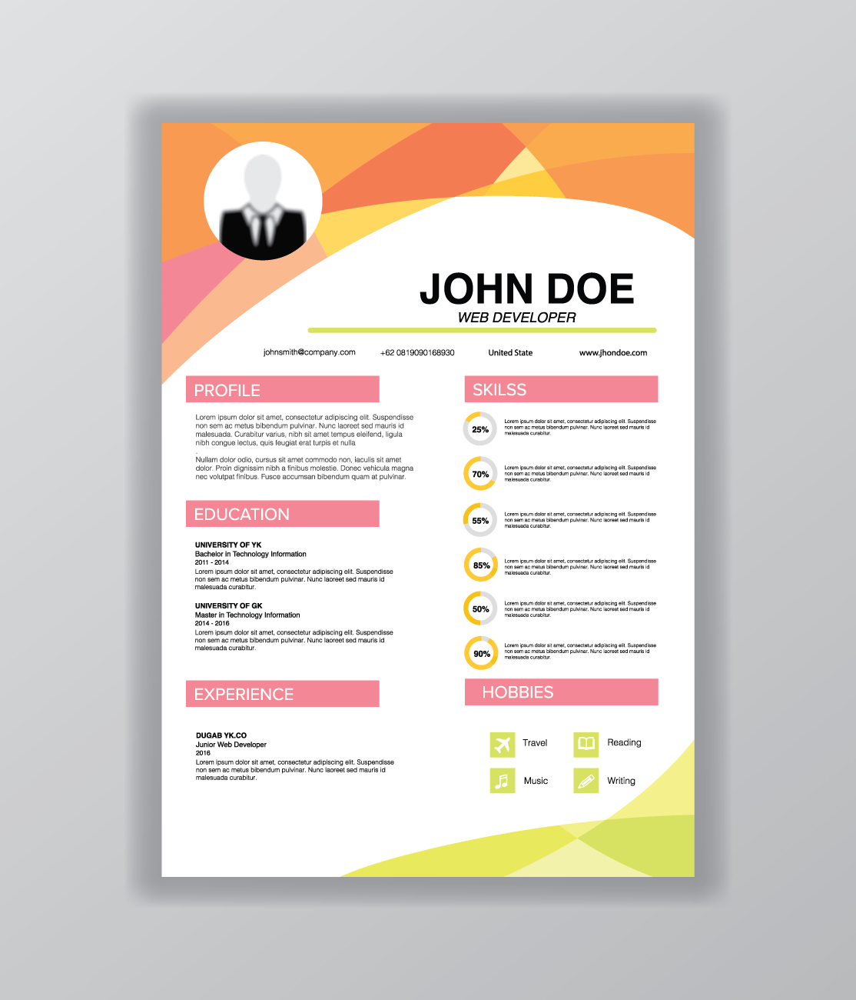 JOHN DOE
WEB DEVELOPER
johnsmith@company.com
+62 0819090168930
United State
www.jhondoe.com
PROFILE
Lorem ipsum dolor sit amet, consectetur adipiscing elit. Suspendisse
non sem ac metus bibendum pulvinar. Nunc laoreet sed mauris id
malesuada. Curabitur varius, nibh sit amet tempus eleifend, ligula
nibh congue lectus, quis feugiat erat turpis et nulla
.
Nullam dolor odio, cursus sit amet commodo non, iaculis sit amet
dolor. Proin dignissim nibh a finibus molestie. Donec vehicula magna
nec volutpat finibus. Fusce accumsan bibendum quam at pulvinar.
EDUCATION
UNIVERSITY OF YK
Bachelor in Technology Information
2011 - 2014
Lorem ipsum dolor sit amet, consectetur adipiscing elit. Suspendisse
non sem ac metus bibendum pulvinar. Nunc laoreet sed mauris id
malesuada curabitur.
UNIVERSITY OF GK
Master in Technology Information
2014 - 2016
Lorem ipsum dolor sit amet, consectetur adipiscing elit. Suspendisse
non sem ac metus bibendum pulvinar. Nunc laoreet sed mauris id
malesuada curabitur.
EXPERIENCE
DUGAB YK.CO
Junior Web Developer
2016
Lorem ipsum dolor sit amet, consectetur adipiscing elit. Suspendisse
non sem ac metus bibendum pulvinar. Nunc laoreet sed mauris id
malesuada curabitur.
SKILSS
25%
Lorem ipsum dolor sit amet, consectetur adipiscing elit. Suspendisse
non sem ac metus bibendum pulvinar. Nunc laoreet sed mauris id
malesuada curabitur.
70%
Lorem ipsum dolor sit amet, consectetur adipiscing elit. Suspendisse
non sem ac metus bibendum pulvinar. Nunc laoreet sed mauris id
malesuada curabitur.
55%
Lorem ipsum dolor sit amet, consectetur adipiscing elit. Suspendisse
non sem ac metus bibendum pulvinar. Nunc laoreet sed mauris id
malesuada curabitur.
85%
Lorem ipsum dolor sit amet, consectetur adipiscing elit. Suspendisse
non sem ac metus bibendum pulvinar. Nunc laoreet sed mauris id
malesuada curabitur.
50%
Lorem ipsum dolor sit amet, consectetur adipiscing elit. Suspendisse
non sem ac metus bibendum pulvinar. Nunc laoreet sed mauris id
malesuada curabitur.
90%
Lorem ipsum dolor sit amet, consectetur adipiscing elit. Suspendisse
non sem ac metus bibendum pulvinar. Nunc laoreet sed mauris id
malesuada curabitur.
HOBBIES
Travel
Reading
Music
Writing